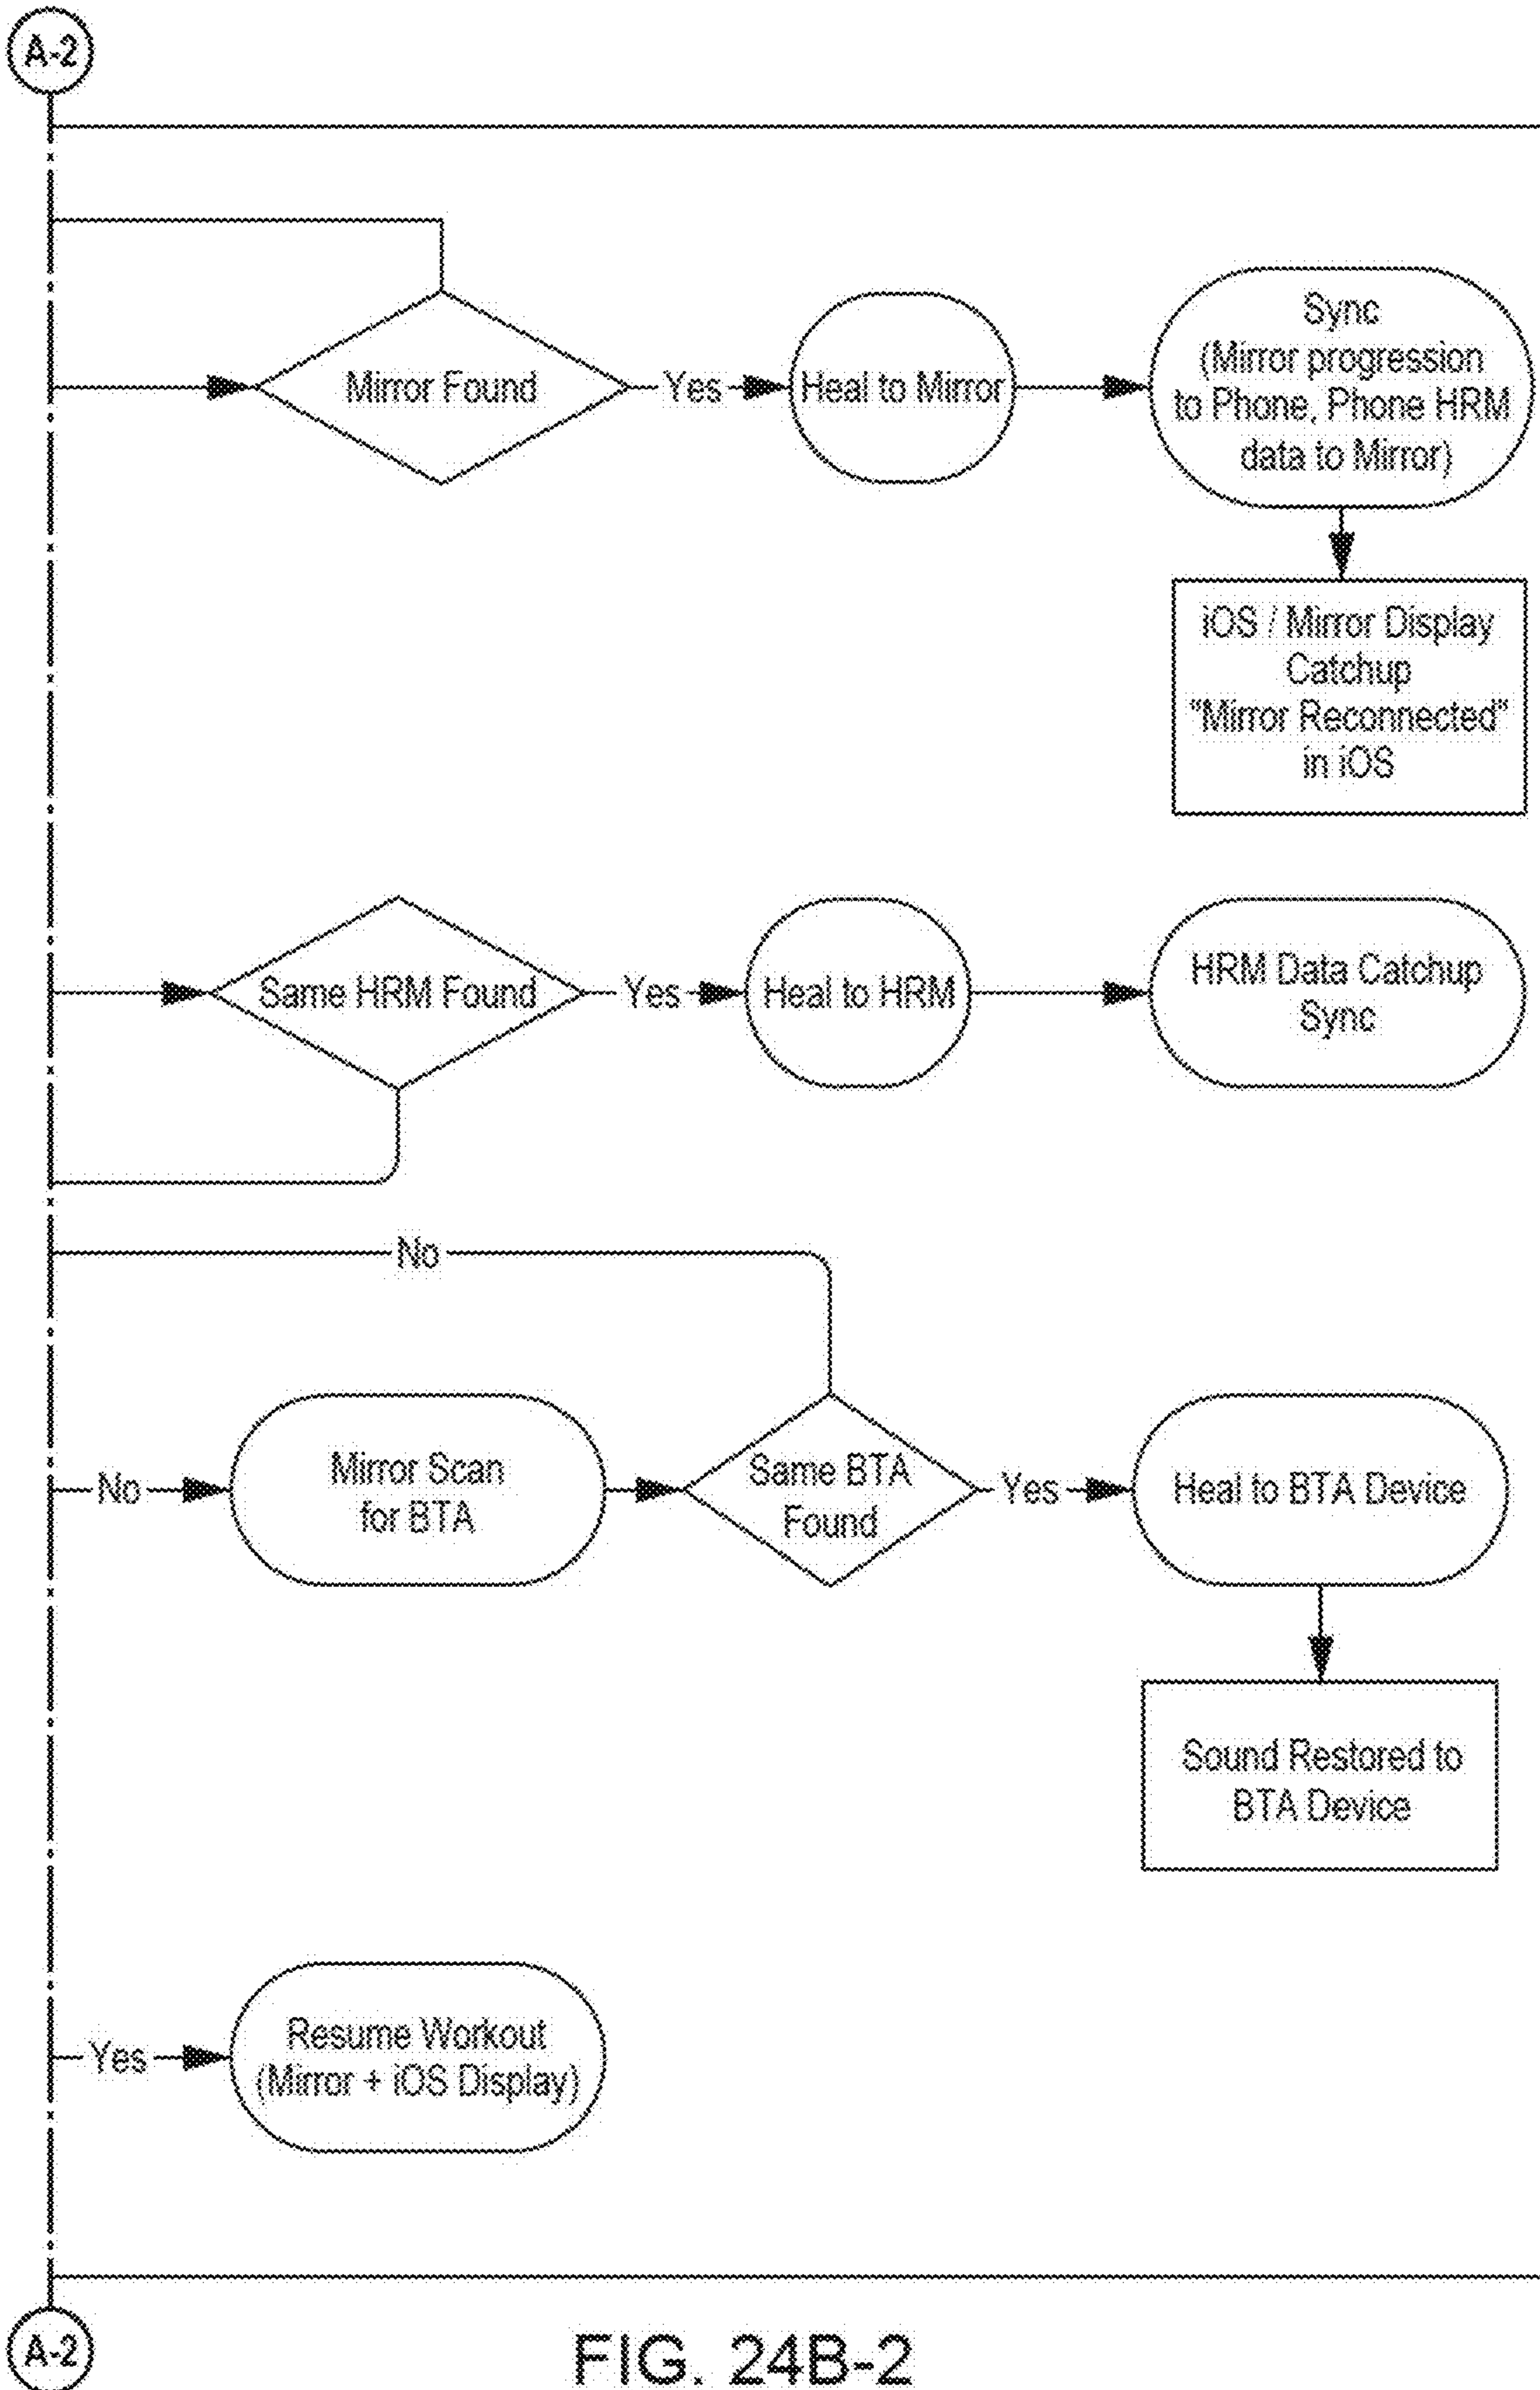 A-2
Mirror Found
Yes
Heal to Mirror
Sync
(Mirror progression
to Phone, Phone HRM
data to Mirror)
iOS / Mirror Display
Catchup
"Mirror Reconnected"
in iOS
Same HRM Found
Yes
Heal to HRM
HRM Data Catchup
Sync
No
No
Mirror Scan
for BTA
Same BTA
Found
Yes
Heal to BTA Device
Sound Restored to
BTA Device
Yes
Resume Workout
(Mirror + iOS Display)
A-2
FIG. 24B-2